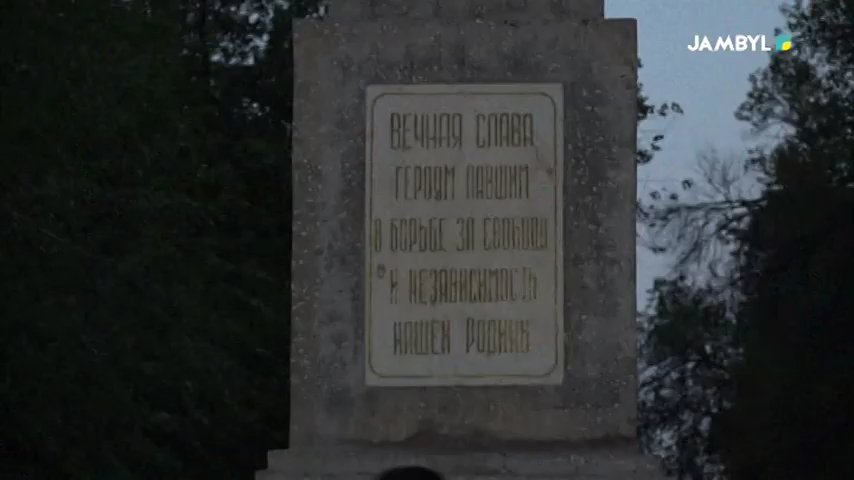 JAMBYL
ВЕЧНАЯ СЛАВА
ГЕРОЯМ ПАВШИМ
В БОРЬБЕ ЗА СВОБОДУ
И НЕЗАВИСИМОСТЬ
НАШЕЙ РОДИНЫ